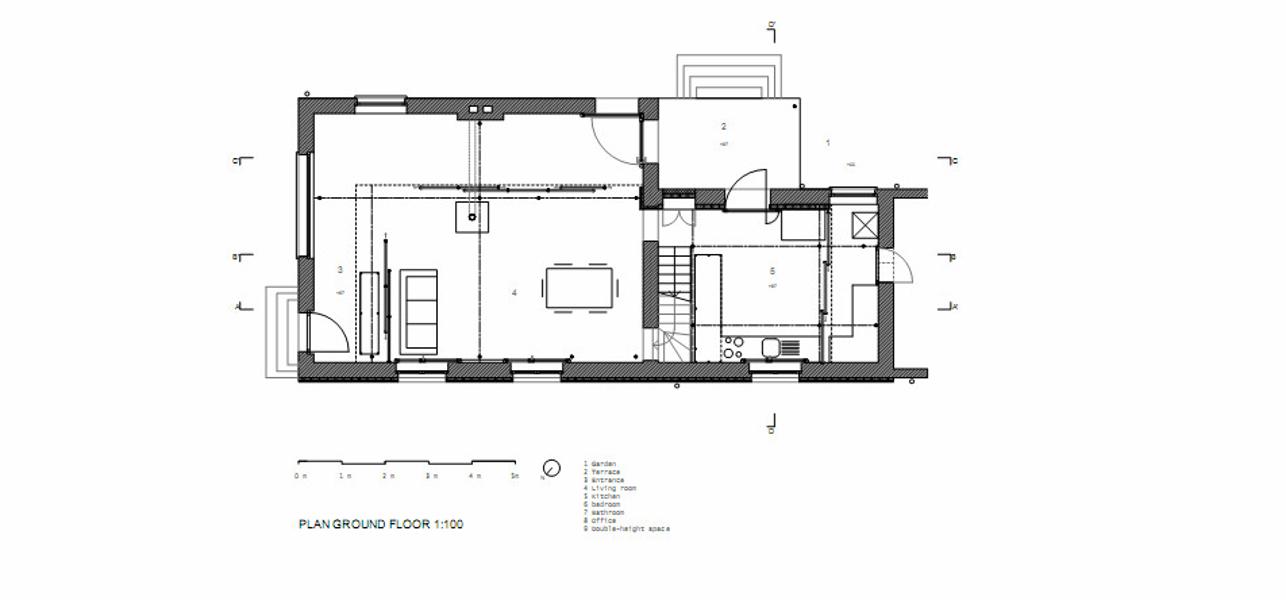 D'
2
1
C
C
B
B
3
4
5
A
A'
D
0 m 1 m 2 m 3 m 4 m 5m
N
1 Garden
2 Terrace
3 Entrance
4 Living room
5 Kitchen
6 bedroom
7 Bathroom
8 Office
9 Double-height space
PLAN GROUND FLOOR 1:100